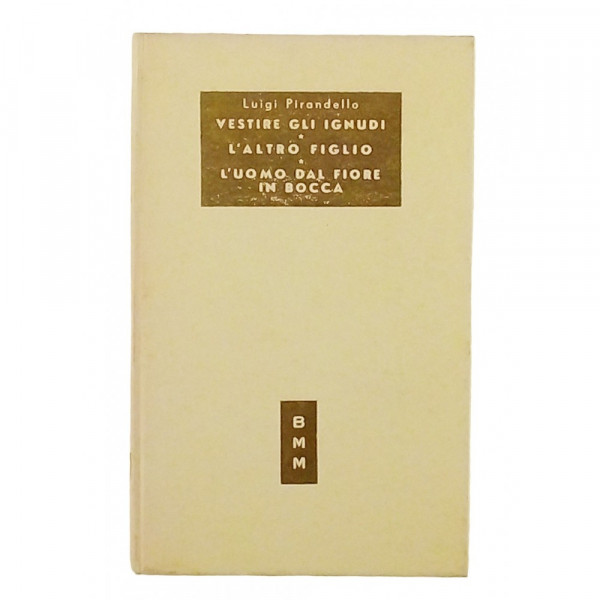 Luigi Pirandello
VESTIRE GLI IGNUDI
*
L'ALTRO FIGLIO
*
L'UOMO DAL FIORE
IN BOCCA
B
M
M